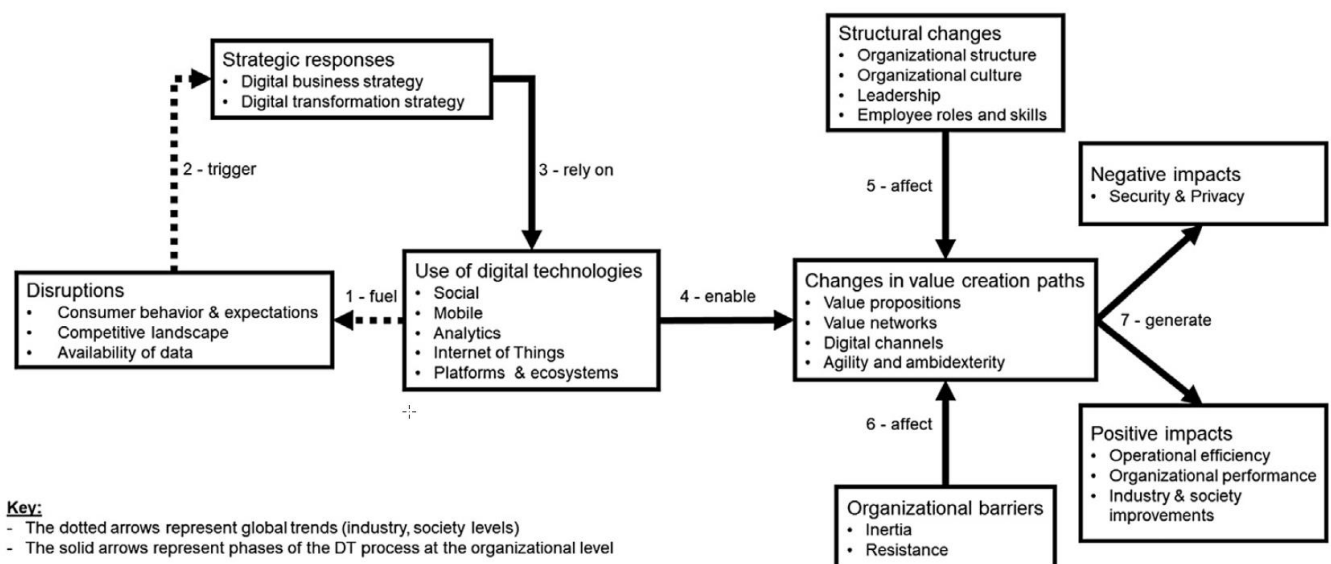 Strategic responses
• Digital business strategy
• Digital transformation strategy
2 - trigger
3 - rely on
Disruptions
• Consumer behavior & expectations
• Competitive landscape
• Availability of data
1 - fuel
Use of digital technologies
• Social
• Mobile
• Analytics
• Internet of Things
• Platforms & ecosystems
4 - enable
Structural changes
• Organizational structure
• Organizational culture
• Leadership
• Employee roles and skills
5 - affect
Changes in value creation paths
• Value propositions
• Value networks
• Digital channels
• Agility and ambidexterity
6 - affect
Organizational barriers
• Inertia
• Resistance
7 - generate
Negative impacts
• Security & Privacy
Positive impacts
• Operational efficiency
• Organizational performance
• Industry & society
improvements
Key:
- The dotted arrows represent global trends (industry, society levels)
- The solid arrows represent phases of the DT process at the organizational level